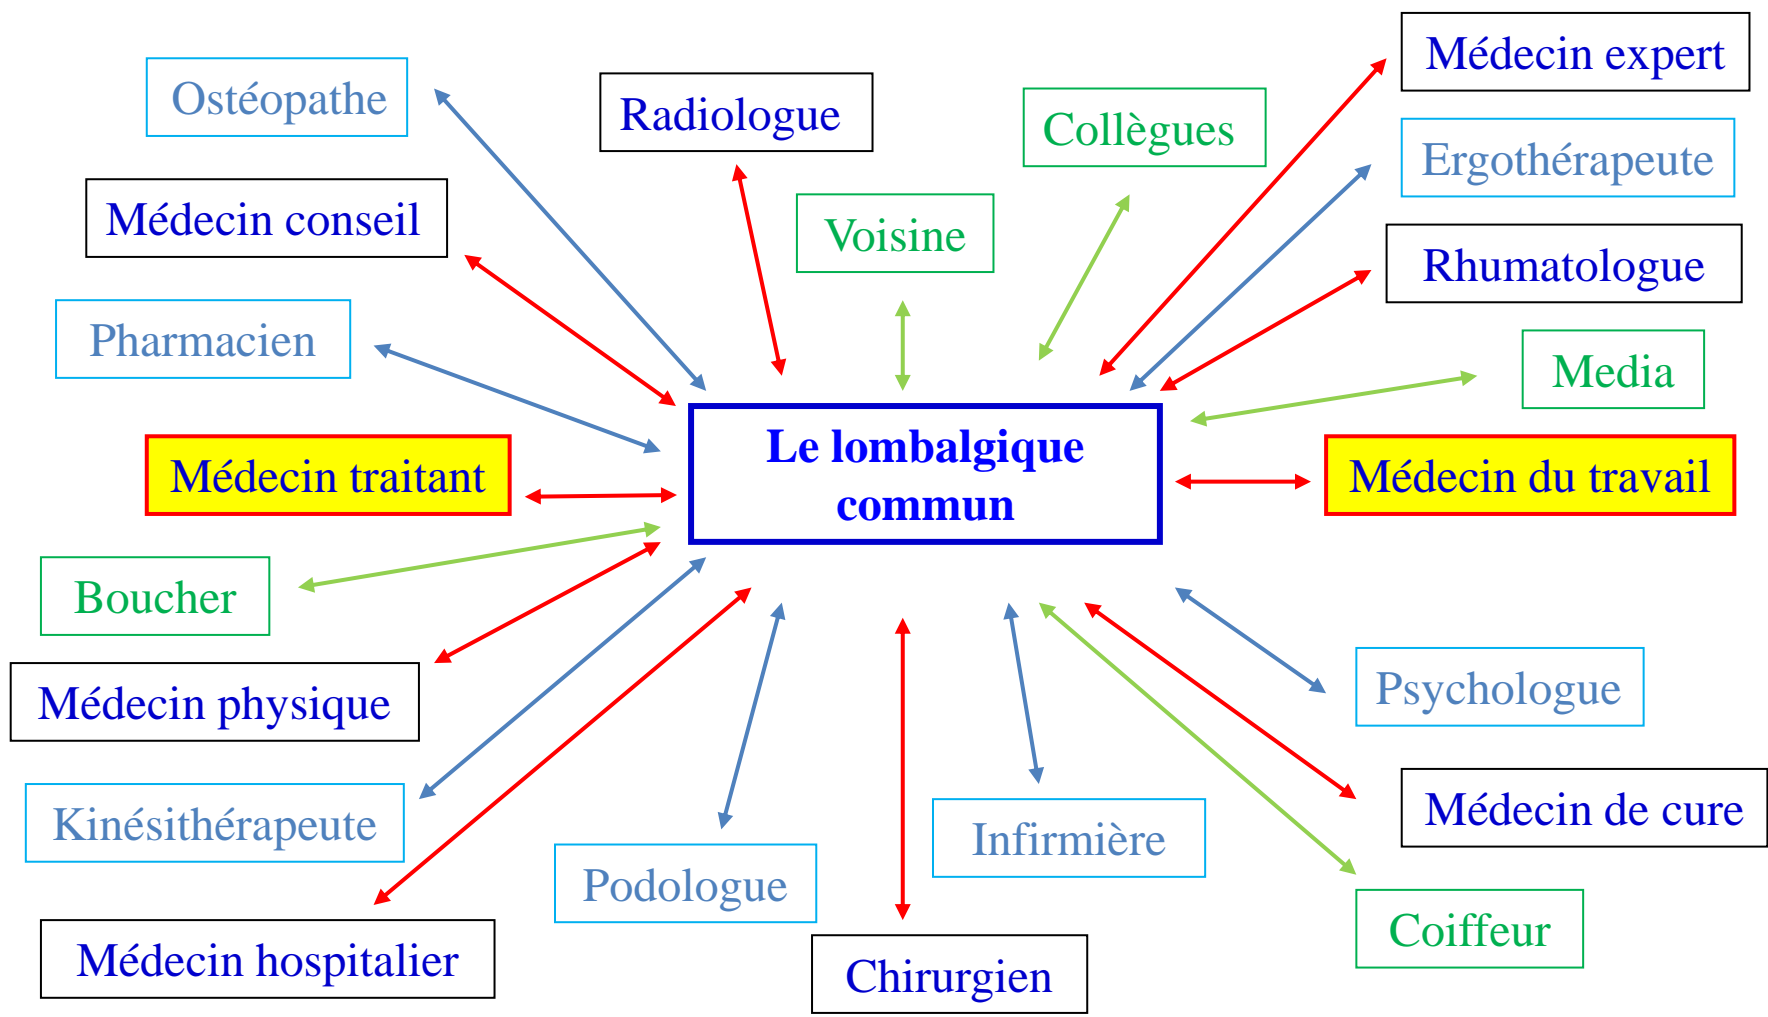 Médecin expert
Ostéopathe
Radiologue
Collègues
Ergothérapeute
Médecin conseil
Voisine
Rhumatologue
Pharmacien
Media
Le lombalgique
commun
Médecin traitant
Médecin du travail
Boucher
Médecin physique
Psychologue
Kinésithérapeute
Médecin de cure
Infirmière
Podologue
Coiffeur
Médecin hospitalier
Chirurgien